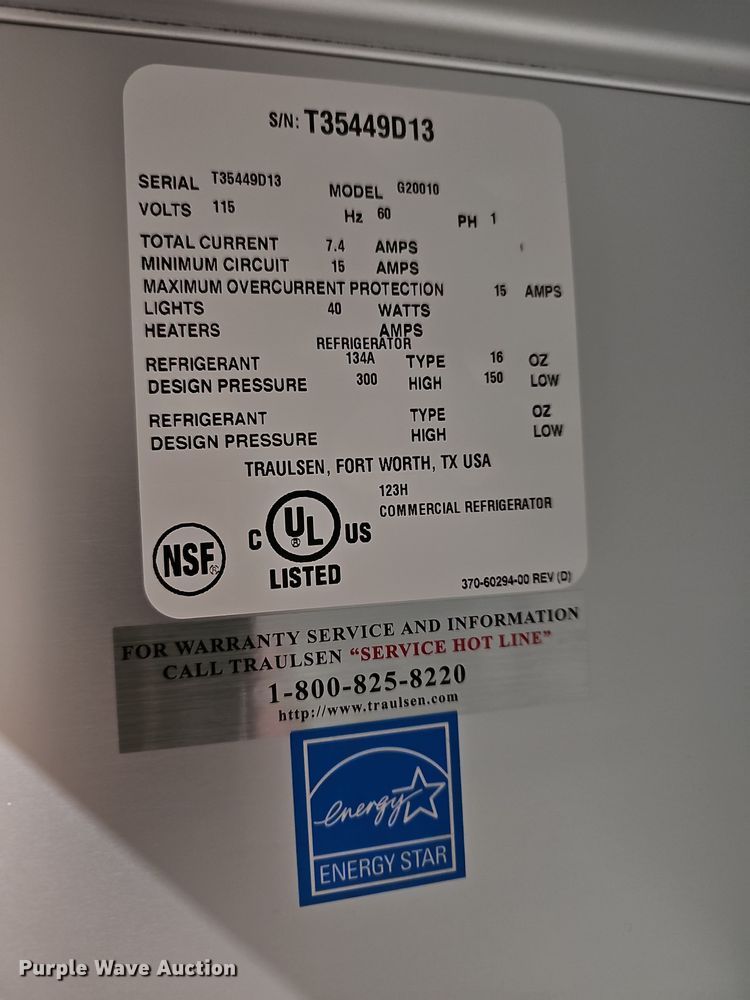 S/N: T35449D13
SERIAL T35449D13 MODEL G20010
VOLTS 115 Hz 60 PH 1
TOTAL CURRENT 7.4 AMPS
MINIMUM CIRCUIT 15 AMPS
MAXIMUM OVERCURRENT PROTECTION 15 AMPS
LIGHTS 40 WATTS
HEATERS AMPS
REFRIGERATOR
REFRIGERANT 134A TYPE 16 OZ
DESIGN PRESSURE 300 HIGH 150 LOW
REFRIGERANT TYPE OZ
DESIGN PRESSURE HIGH LOW
TRAULSEN, FORT WORTH, TX USA
123H
COMMERCIAL REFRIGERATOR
NSF®
C UL® US
LISTED
370-60294-00 REV (D)
FOR WARRANTY SERVICE AND INFORMATION
CALL TRAULSEN “SERVICE HOT LINE”
1-800-825-8220
http://www.traulsen.com
energy
ENERGY STAR
Purple Wave Auction